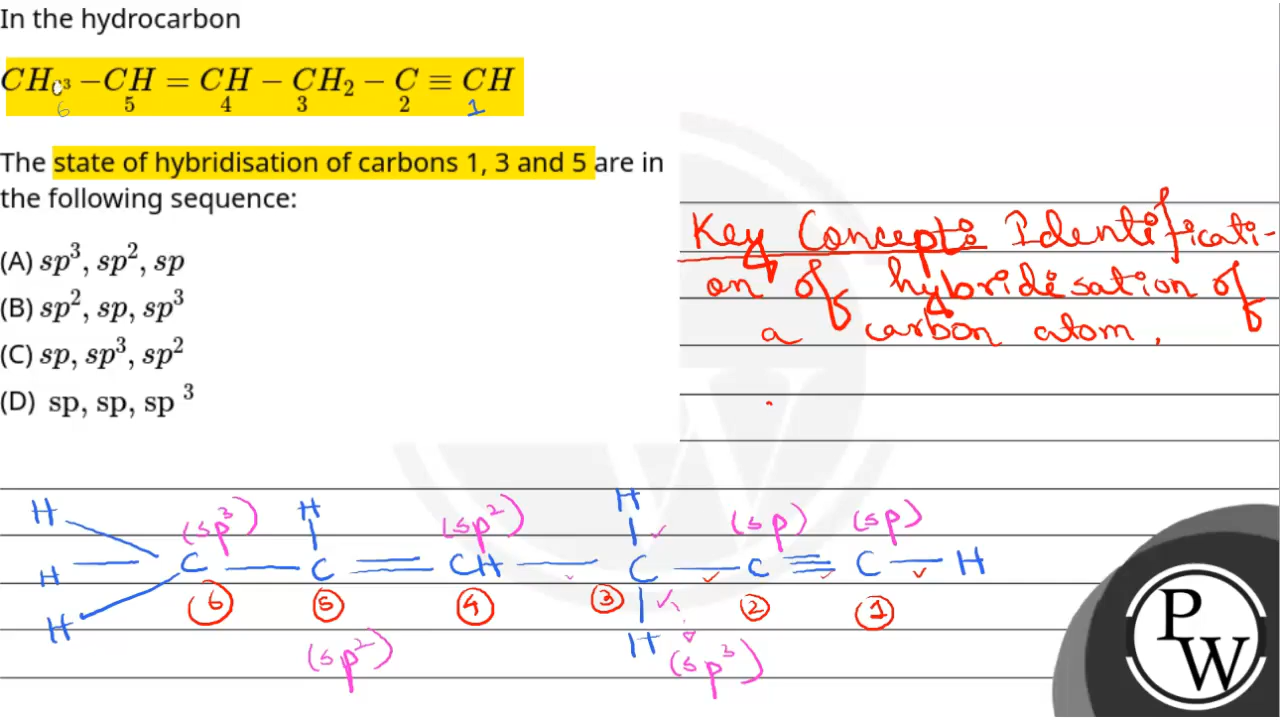 In the hydrocarbon
CH₃ − CH = CH − CH₂ − C ≡ CH
6 5 4 3 2 1
The state of hybridisation of carbons 1, 3 and 5 are in
the following sequence:
(A) sp³, sp², sp
(B) sp², sp, sp³
(C) sp, sp³, sp²
(D) sp, sp, sp ³
Key Concept: Identificati-
on of hybridisation of
a carbon atom.
H H H
(sp³) (sp²) (sp) (sp)
H C — C = CH — C — C ≡ C — H
⑥ ⑤ ④ ③ ② ①
H H
(sp²) (sp³)
P
W